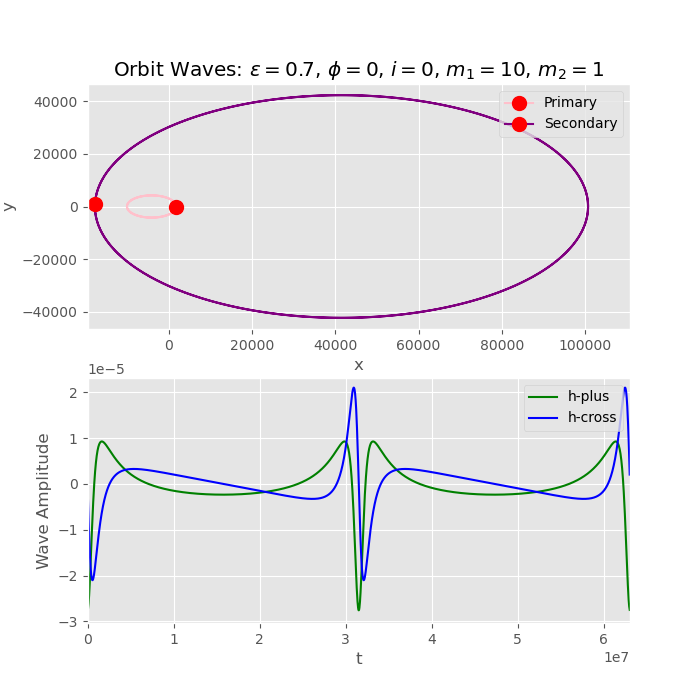 Orbit Waves: ε = 0.7, ϕ = 0, i = 0, m₁ = 10, m₂ = 1
Primary
Secondary
40000
20000
0
−20000
−40000
y
0 20000 40000 60000 80000 100000
x
1e−5
h-plus
h-cross
2
1
0
−1
−2
−3
Wave Amplitude
0 1 2 3 4 5 6
1e7
t